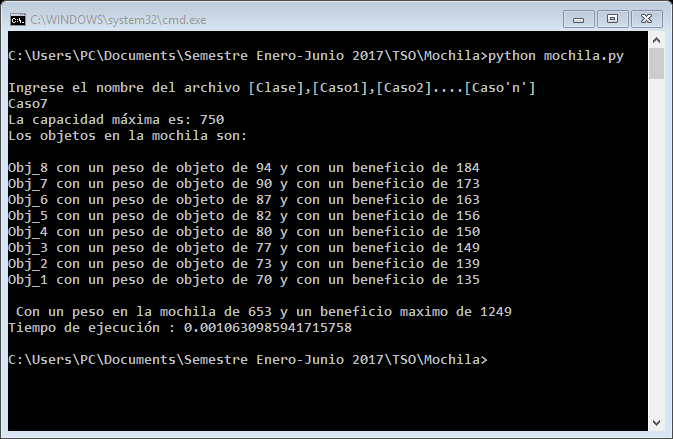 C:\WINDOWS\system32\cmd.exe
C:\Users\PC\Documents\Semestre Enero-Junio 2017\TSO\Mochila>python mochila.py
Ingrese el nombre del archivo [Clase],[Caso1],[Caso2]....[Caso'n']
Caso7
La capacidad máxima es: 750
Los objetos en la mochila son:
Obj_8 con un peso de objeto de 94 y con un beneficio de 184
Obj_7 con un peso de objeto de 90 y con un beneficio de 173
Obj_6 con un peso de objeto de 87 y con un beneficio de 163
Obj_5 con un peso de objeto de 82 y con un beneficio de 156
Obj_4 con un peso de objeto de 80 y con un beneficio de 150
Obj_3 con un peso de objeto de 77 y con un beneficio de 149
Obj_2 con un peso de objeto de 73 y con un beneficio de 139
Obj_1 con un peso de objeto de 70 y con un beneficio de 135
Con un peso en la mochila de 653 y un beneficio maximo de 1249
Tiempo de ejecución : 0.0010630985941715758
C:\Users\PC\Documents\Semestre Enero-Junio 2017\TSO\Mochila>